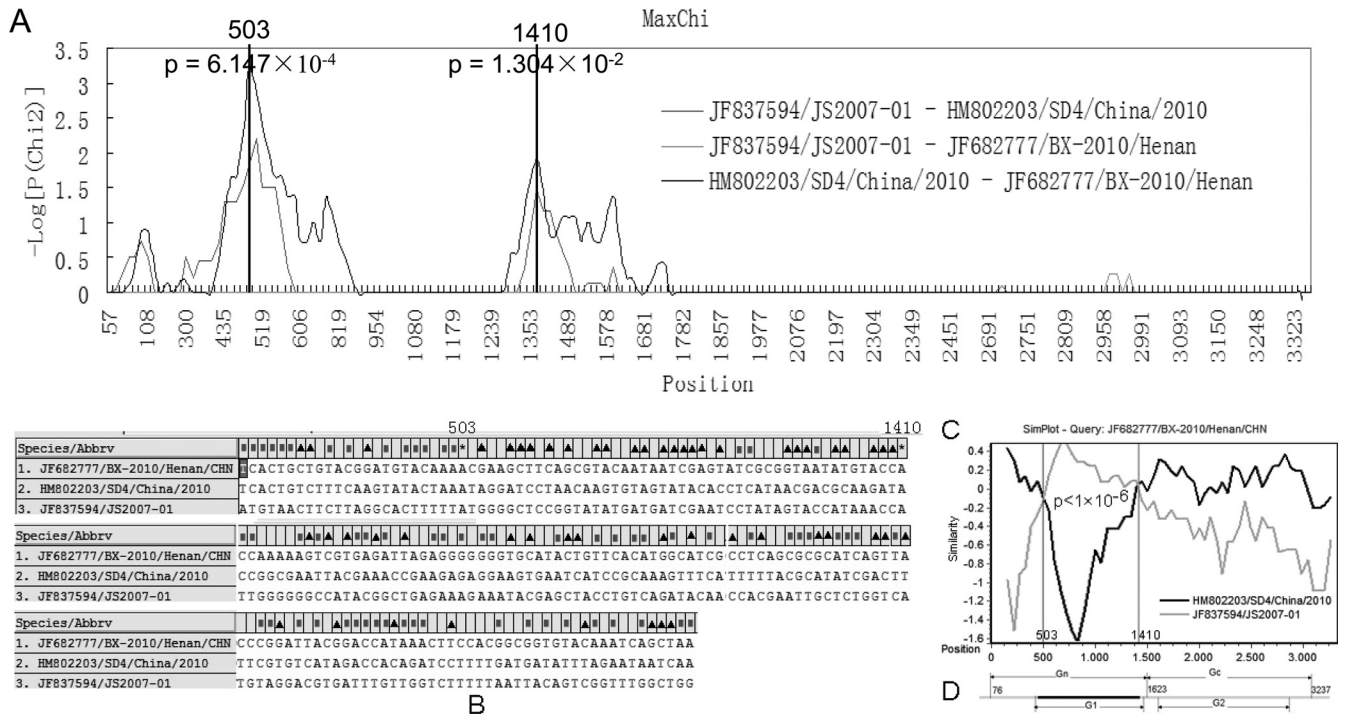 A
MaxChi
503
1410
p = 6.147×10-4
p = 1.304×10-2
3.5
3
2.5
2
1.5
1
0.5
0
-Log[P(Chi2)]
JF837594/JS2007-01 - HM802203/SD4/China/2010
JF837594/JS2007-01 - JF682777/BX-2010/Henan
HM802203/SD4/China/2010 - JF682777/BX-2010/Henan
57 108 300 435 519 606 819 954 1080 1179 1239 1353 1489 1578 1681 1782 1857 1977 2076 2197 2304 2349 2451 2691 2751 2809 2958 2991 3093 3150 3248 3323
Position
503
1410
Species/Abbrv
1. JF682777/BX-2010/Henan/CHN TCACTGCTGTACGGATGTACAAAACGAAGCTTCAGCGTACAATAATCGAGTATCGCGGTAATATGTACCA
2. HM802203/SD4/China/2010 TCACTGTCTTTCAAGTATACTAAATAGGATCCTAACAAGTGTAGTATACACCTCATAACGACGCAAGATA
3. JF837594/JS2007-01 ATGTAACTTCTTAGGCACTTTTTATGGGGCTCCGGTATATGATGATCGAATCCTATAGTACCATAAACCA
Species/Abbrv
1. JF682777/BX-2010/Henan/CHN CCAAAAAGTCGTGAGATTAGAGGGGGGGTGCATACTGTTCACATGGCATCGCCTCAGCGCGCATCAGTTA
2. HM802203/SD4/China/2010 CCGGCGAATTACGAAACCGAAGAGAGGAAGTGAATCATCCGCAAAGTTTCATTTTTACGCATATCGACTT
3. JF837594/JS2007-01 TTGGGGGGCCATACGGCTGAGAAACGGAATACGAGCTACCTGTCAGATACAACCACGAATTGCTCTGGTCA
Species/Abbrv
1. JF682777/BX-2010/Henan/CHN CCCGGATTACGGACCATAAACTTCCACGGCGGTGTACAAATCAGCTAA
2. HM802203/SD4/China/2010 TTCGTGTCATAGACCACAGATCCTTTTGATGATATTTAGAATAATCAA
3. JF837594/JS2007-01 TGTAGGACGTGATTTGTTGGTCTTTTTAATTACAGTCGGTTTGGCTGG
B
C
SimPlot - Query: JF682777/BX-2010/Henan/CHN
0.4
0.2
0
-0.2
-0.4
-0.6
-0.8
-1
-1.2
-1.4
-1.6
Similarity
p<1×10-6
HM802203/SD4/China/2010
JF837594/JS2007-01
503
1410
Position 0 500 1.000 1.500 2.000 2.500 3.000
D
Gn
Gc
76
1623
3237
G1
G2